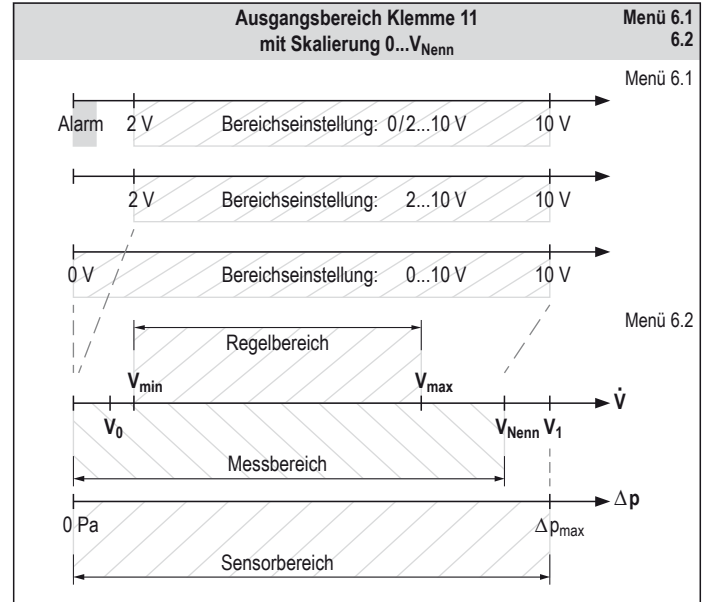 Ausgangsbereich Klemme 11 Menü 6.1
mit Skalierung 0...VNenn 6.2
Menü 6.1
Alarm 2 V Bereichseinstellung: 0/2...10 V 10 V
2 V Bereichseinstellung: 2...10 V 10 V
0 V Bereichseinstellung: 0...10 V 10 V
Menü 6.2
Regelbereich
Vmin Vmax
V̇
V0 VNenn V1
Messbereich
Δp
0 Pa Δpmax
Sensorbereich